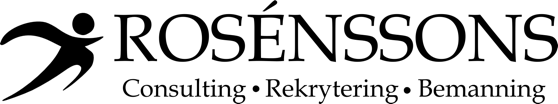 ROSÉNSSONS
Consulting • Rekrytering • Bemanning